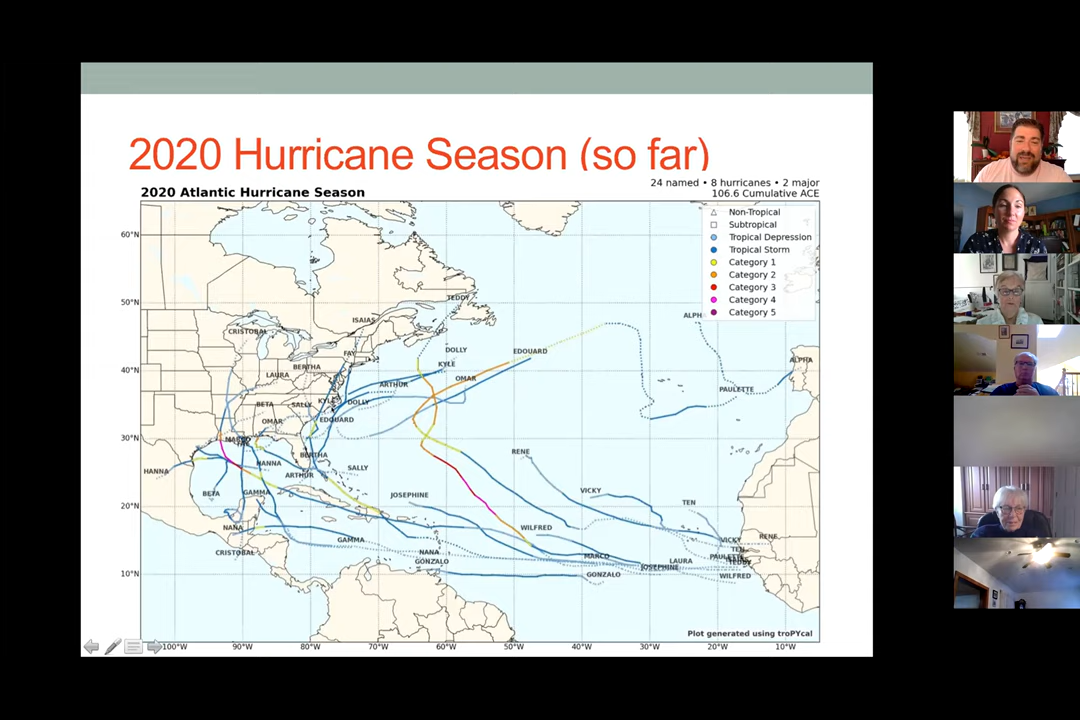 2020 Hurricane Season (so far)
24 named • 8 hurricanes • 2 major
2020 Atlantic Hurricane Season
106.6 Cumulative ACE
Non-Tropical
Subtropical
Tropical Depression
Tropical Storm
Category 1
Category 2
Category 3
Category 4
Category 5
60°N
50°N
TEDDY
ALPH
ISAIAS
CRISTOBAL
FAY
DOLLY
EDOUARD
ALPHA
BERTHA
KYLE
40°N
LAURA
OMAR
ARTHUR
PAULETTE
BETA
SALLY
KYLE
DOLLY
OMAR
EDOUARD
30°N
MARCO
BERTHA
RENE
HANNA
HANNA
SALLY
ARTHUR
BETA
GAMMA
JOSEPHINE
VICKY
20°N
TEN
NANA
WILFRED
GAMMA
VICKY
RENE
CRISTOBAL
NANA
MARCO
TEN
GONZALO
LAURA
PAULETTE
TEDDY
JOSEPHINE
10°N
GONZALO
WILFRED
Plot generated using troPYcal
100°W 90°W 80°W 70°W 60°W 50°W 40°W 30°W 20°W 10°W